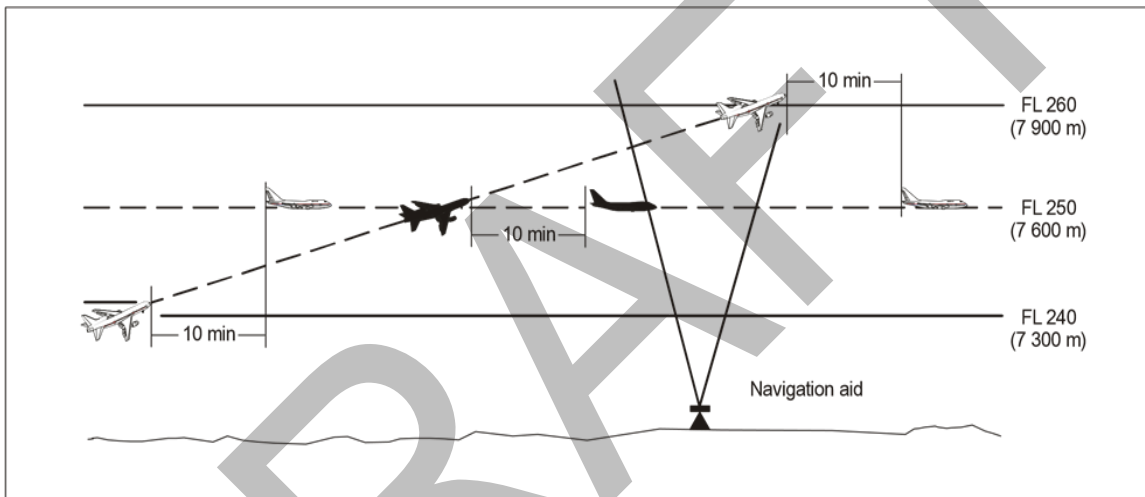 10 min
FL 260
(7 900 m)
FL 250
(7 600 m)
10 min
10 min
FL 240
(7 300 m)
Navigation aid
DRAFT